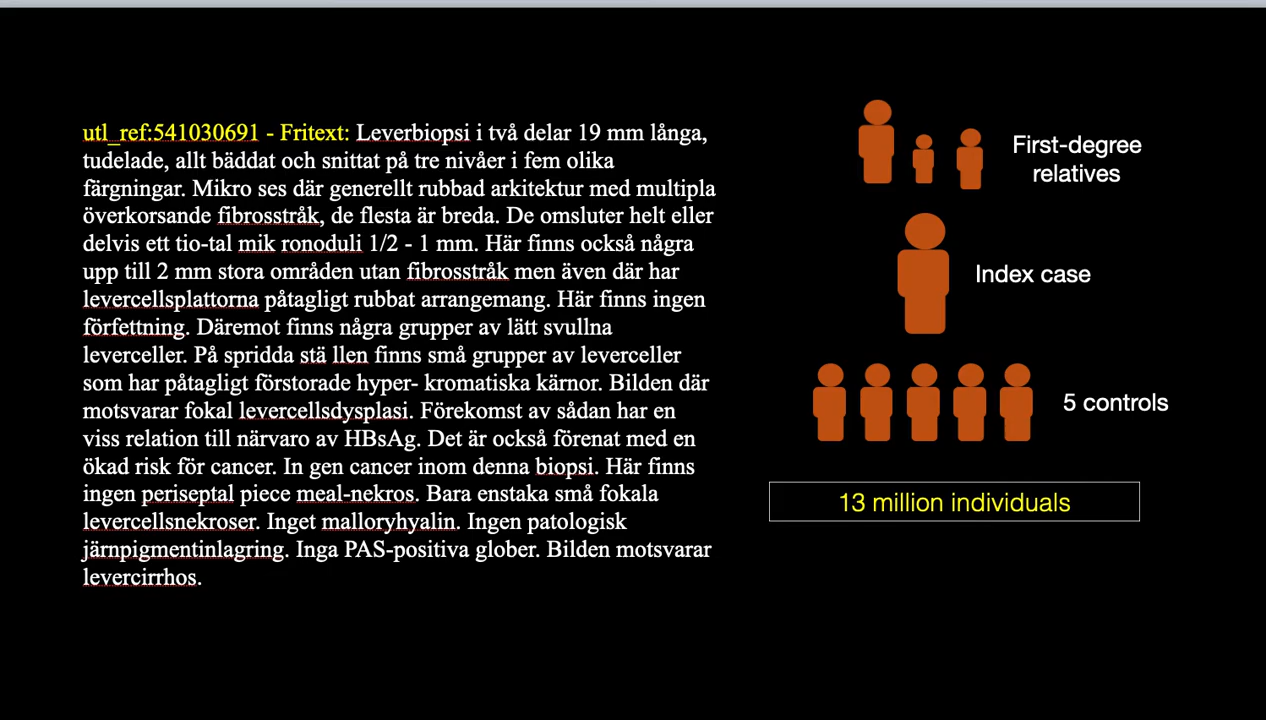 utl_ref:541030691 - Fritext: Leverbiopsi i två delar 19 mm långa,
tudelade, allt bäddat och snittat på tre nivåer i fem olika
färgningar. Mikro ses där generellt rubbad arkitektur med multipla
överkorsande fibrosstråk, de flesta är breda. De omsluter helt eller
delvis ett tio-tal mik ronoduli 1/2 - 1 mm. Här finns också några
upp till 2 mm stora områden utan fibrosstråk men även där har
levercellsplattorna påtagligt rubbat arrangemang. Här finns ingen
förfettning. Däremot finns några grupper av lätt svullna
leverceller. På spridda stä llen finns små grupper av leverceller
som har påtagligt förstorade hyper- kromatiska kärnor. Bilden där
motsvarar fokal levercellsdysplasi. Förekomst av sådan har en
viss relation till närvaro av HBsAg. Det är också förenat med en
ökad risk för cancer. In gen cancer inom denna biopsi. Här finns
ingen periseptal piece meal-nekros. Bara enstaka små fokala
levercellsnekroser. Inget malloryhyalin. Ingen patologisk
järnpigmentinlagring. Inga PAS-positiva glober. Bilden motsvarar
levercirrhos.
First-degree
relatives
Index case
5 controls
13 million individuals